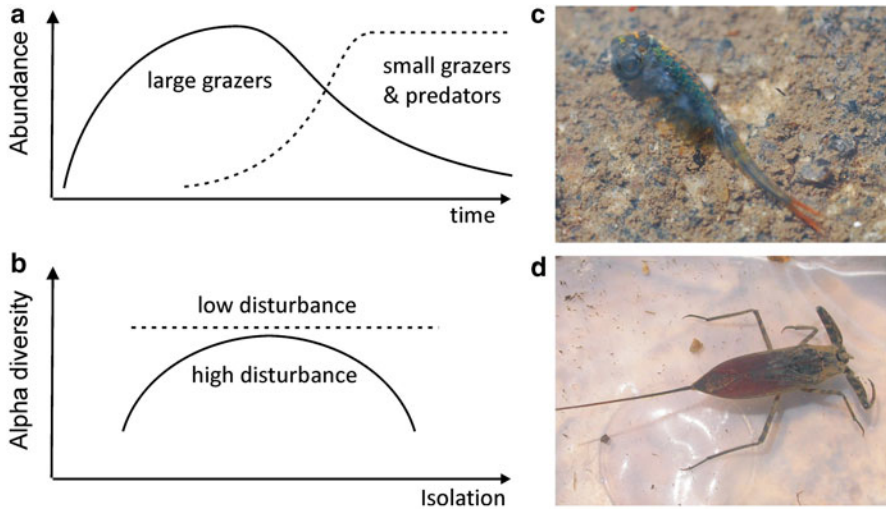 a
Abundance
large grazers
small grazers
& predators
time
b
Alpha diversity
low disturbance
high disturbance
Isolation
c
d